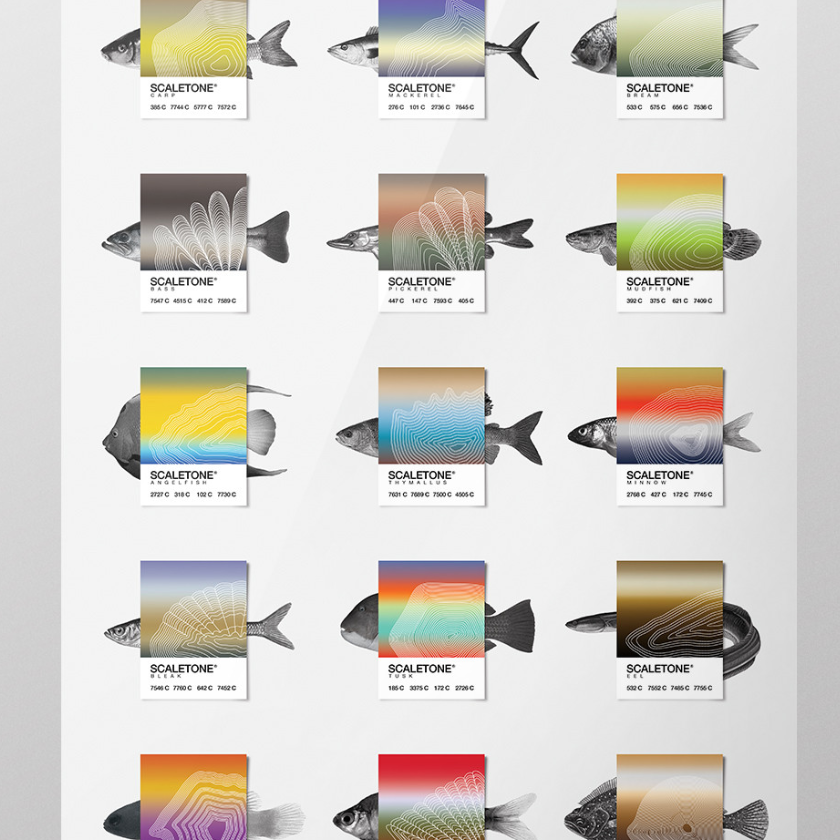 SCALETONE®
CARP
385 C 7744 C 5777 C 7572 C
SCALETONE®
MACKEREL
276 C 101 C 2736 C 7645 C
SCALETONE®
BREAM
533 C 575 C 656 C 7536 C
SCALETONE®
BASS
7547 C 4515 C 412 C 7589 C
SCALETONE®
PICKEREL
447 C 147 C 7593 C 405 C
SCALETONE®
MUDFISH
392 C 375 C 621 C 7409 C
SCALETONE®
ANGELFISH
2727 C 318 C 102 C 7730 C
SCALETONE®
THYMALLUS
7631 C 7689 C 7500 C 4505 C
SCALETONE®
MINNOW
2768 C 427 C 172 C 7745 C
SCALETONE®
BLEAK
7546 C 7760 C 642 C 7452 C
SCALETONE®
TUSK
185 C 3375 C 172 C 2726 C
SCALETONE®
EEL
532 C 7552 C 7485 C 7755 C